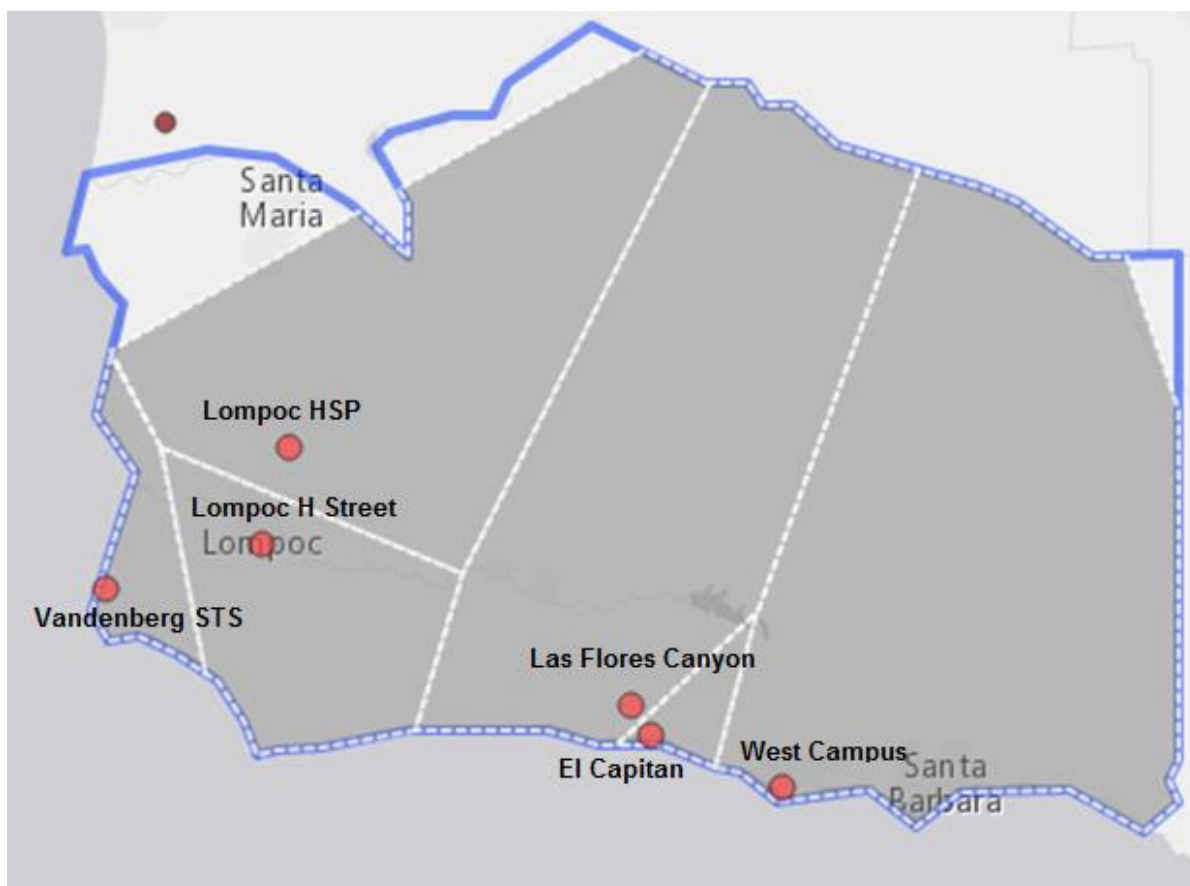 Santa
Maria
Lompoc HSP
Lompoc H Street
Lompoc
Vandenberg STS
Las Flores Canyon
El Capitan
West Campus
Santa
Barbara